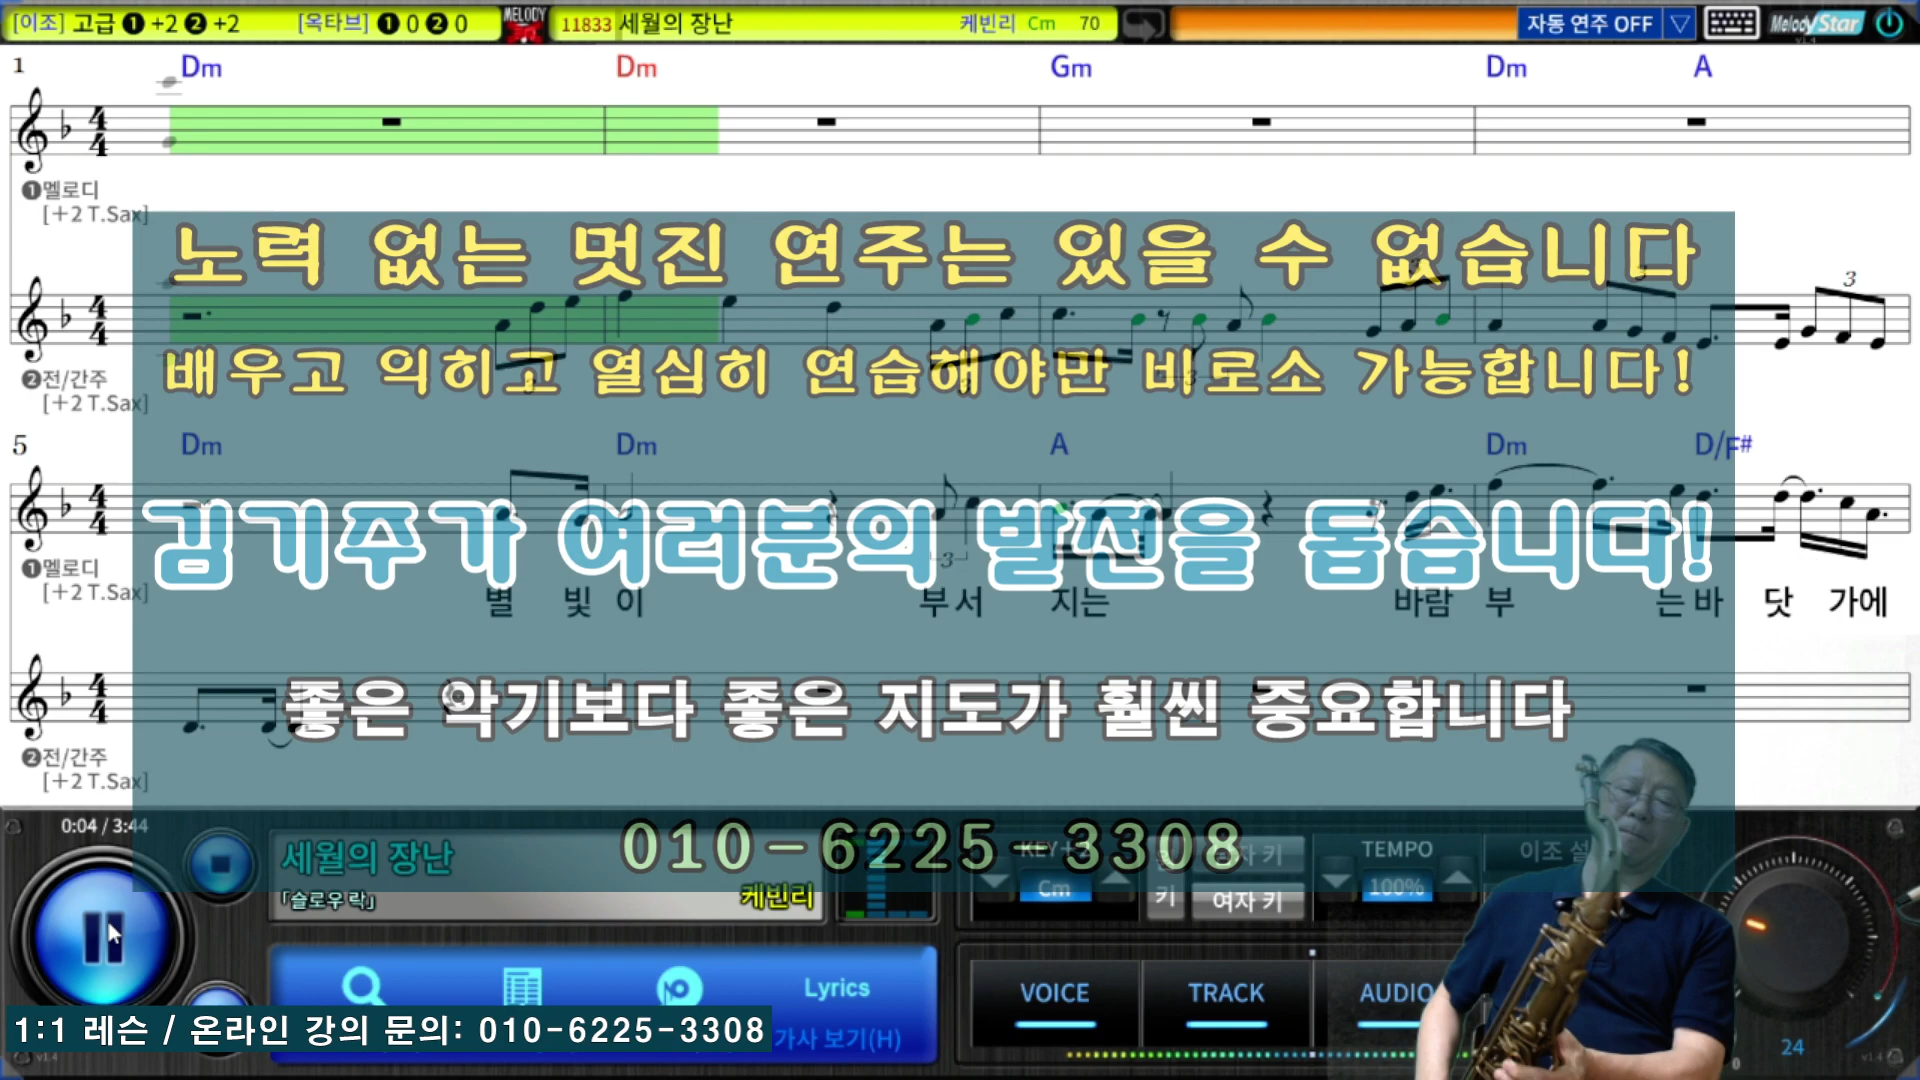 [이조] 고급 ❶ +2 ❷ +2 [옥타브] ❶ 0 ❷ 0 MELODY 11833 세월의 장난 케빈리 Cm 70 자동 연주 OFF MelodyStar
v1.4
1 Dm Dm Gm Dm A
❶멜로디
[+2 T.Sax]
노력 없는 멋진 연주는 있을 수 없습니다
3
배우고 익히고 열심히 연습해야만 비로소 가능합니다!
❷전/간주
[+2 T.Sax]
5 Dm Dm A Dm D/F#
김기주가 여러분의 발전을 돕습니다!
3
❶멜로디
[+2 T.Sax]
별 빛 이 부서 지는 바람 부 는 바 닷 가에
좋은 악기보다 좋은 지도가 훨씬 중요합니다
❷전/간주
[+2 T.Sax]
0:04 / 3:44
010-6225-3308
세월의 장난
「슬로우 락」 케빈리
KEY+2 TEMPO
Cm 100%
키 여자 키
Lyrics
가사 보기(H)
VOICE TRACK AUDIO
1:1 레슨 / 온라인 강의 문의: 010-6225-3308
24
v1.4